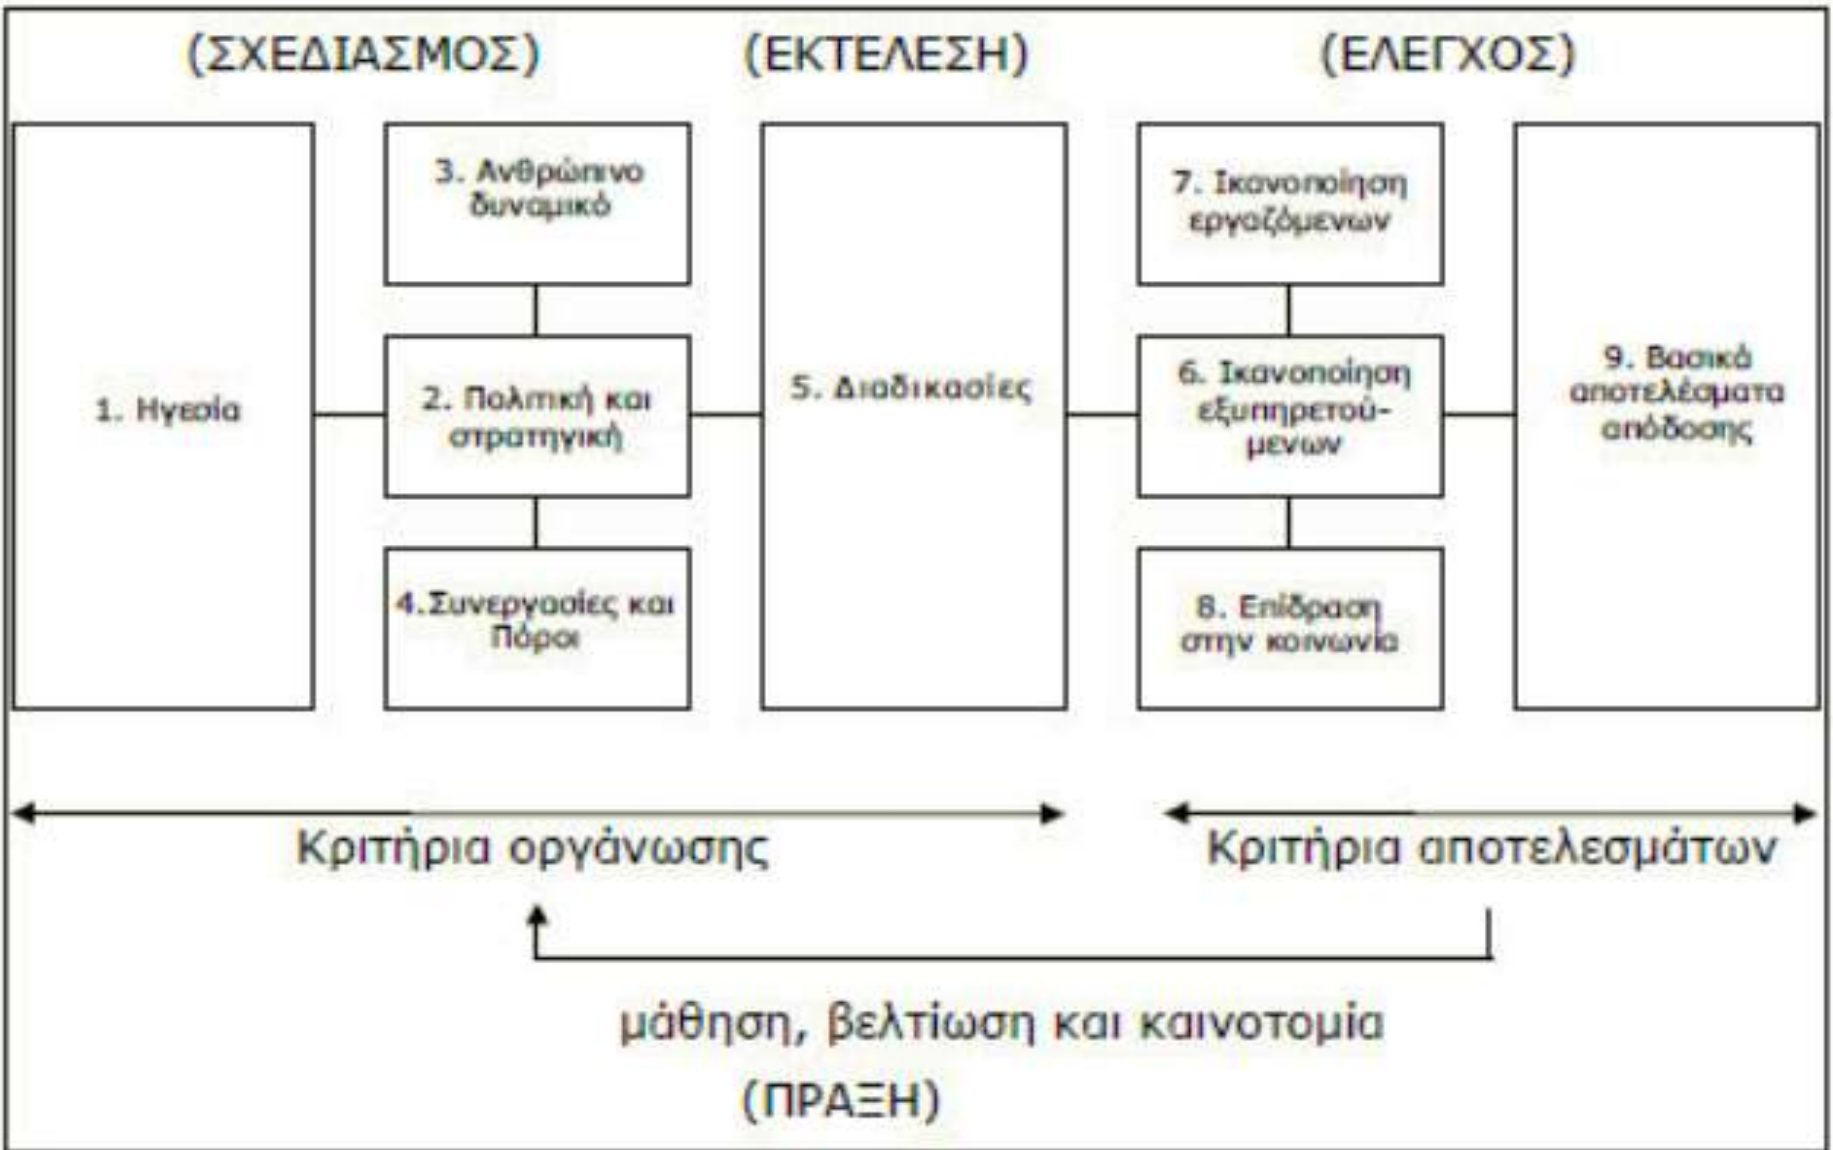 (ΣΧΕΔΙΑΣΜΟΣ)
(ΕΚΤΕΛΕΣΗ)
(ΕΛΕΓΧΟΣ)
1. Ηγεσία
3. Ανθρώπινο
δυναμικό
2. Πολιτική και
στρατηγική
4.Συνεργασίες και
Πόροι
5. Διαδικασίες
7. Ικανοποίηση
εργαζόμενων
6. Ικανοποίηση
εξυπηρετού-
μενων
8. Επίδραση
στην κοινωνία
9. Βασικά
αποτελέσματα
απόδοσης
Κριτήρια οργάνωσης
Κριτήρια αποτελεσμάτων
μάθηση, βελτίωση και καινοτομία
(ΠΡΑΞΗ)